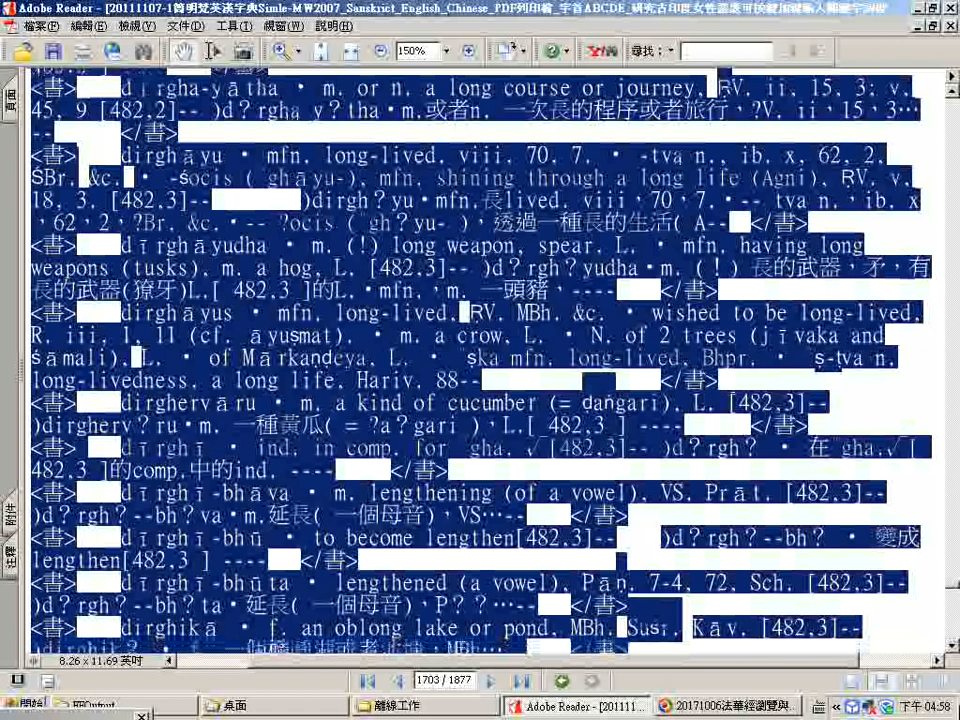 Adobe Reader - [20111107-1簡明梵英漢字典Simle-MW2007_Sanskrict_English_Chinese_PDF列印檔_字首ABCDE_研究古印度女性
檔案(F) 編輯(E) 檢視(V) 文件(D) 工具(T) 視窗(W) 說明(H)
150% 尋找：
頁面
<書> dīrgha-yātha • m. or n. a long course or journey, RV. ii, 15, 3; v,
45, 9 [482,2]-- )d?rgha y?tha•m.或者n. 一次長的程序或者旅行，?V. ii，15，3…
-- </書>
<書> dirghāyu • mfn. long-lived, viii, 70, 7. • -tva n., ib. x, 62, 2,
ŚBr. &c. • -śocis ( ghāyu-), mfn. shining through a long life (Agni), RV. v,
18, 3. [482,3]-- )dirgh?yu•mfn.長lived, viii，70，7.•-- tva n.，ib. x
，62，2，?Br. &c. •-- ?ocis ( gh?yu- )，透過一種長的生活( A-- </書>
<書> dīrghāyudha • m. (!) long weapon, spear, L. • mfn. having long
weapons (tusks), m. a hog, L. [482,3]-- )d?rgh?yudha•m. (！) 長的武器，矛，有
長的武器(獠牙)L.[ 482,3 ]的L.•mfn.，m. 一頭豬，---- </書>
<書> dirghāyus • mfn. long-lived, RV. MBh. &c. • wished to be long-lived,
R. iii, 1, 11 (cf. āyusmat). • m. a crow, L. • N. of 2 trees (jīvaka and
śāmali), L. • of Mārkaṇḍeya, L. • ṣka mfn. long-lived, Bhpr. • ṣ-tva n.
long-livedness, a long life, Hariv. 88-- </書>
<書> dirghervāru • m. a kind of cucumber (= ḍaṅgari), L. [482,3]--
)dirgherv?ru•m. 一種黃瓜( = ?a?gari )，L.[ 482,3 ] ---- </書>
<書> dīrghī • ind. in comp. for gha. √[482,3]-- )d?rgh? • 在 gha.√[
482,3 ]的comp.中的ind. ---- </書>
<書> dīrghī-bhāva • m. lengthening (of a vowel), VS. Prāt. [482,3]--
)d?rgh?--bh?va•m.延長( 一個母音)，VS…-- </書>
<書> dīrghī-bhū • to become lengthen[482,3]-- )d?rgh?--bh? • 變成
lengthen[482,3 ] ---- </書>
<書> dīrghī-bhūta • lengthened (a vowel), Pāṇ. 7-4, 72, Sch. [482,3]--
)d?rgh?--bh?ta•延長( 一個母音)，P??…-- </書>
<書> dirghikā • f. an oblong lake or pond, MBh. Suśr. Kāv. [482,3]--
附件
注釋
8.26 x 11.69 英吋
1703 / 1877
開始 FFOutput 桌面 離線工作 Adobe Reader - [201111... 20171006法華經瀏覽與... 下午 04:58